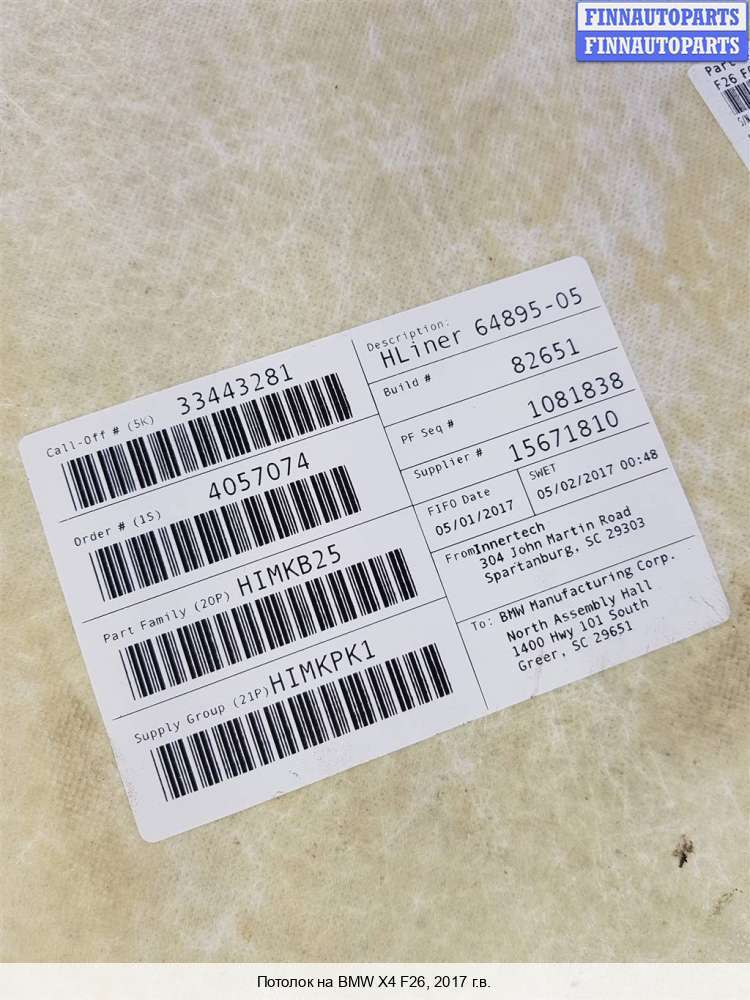 FINNAUTOPARTS
FINNAUTOPARTS
Part
F26
Call-Off # (5K) 33443281
Order # (1S) 4057074
Part Family (20P) HIMKB25
Supply Group (21P) HIMKPK1
Description:
HLiner 64895-05
Build # 82651
PF Seq # 1081838
Supplier # 15671810
FIFO Date
05/01/2017
SWET
05/02/2017 00:48
From Innertech
304 John Martin Road
Spartanburg, SC 29303
To: BMW Manufacturing Corp.
North Assembly Hall
1400 Hwy 101 South
Greer, SC 29651
Потолок на BMW X4 F26, 2017 г.в.